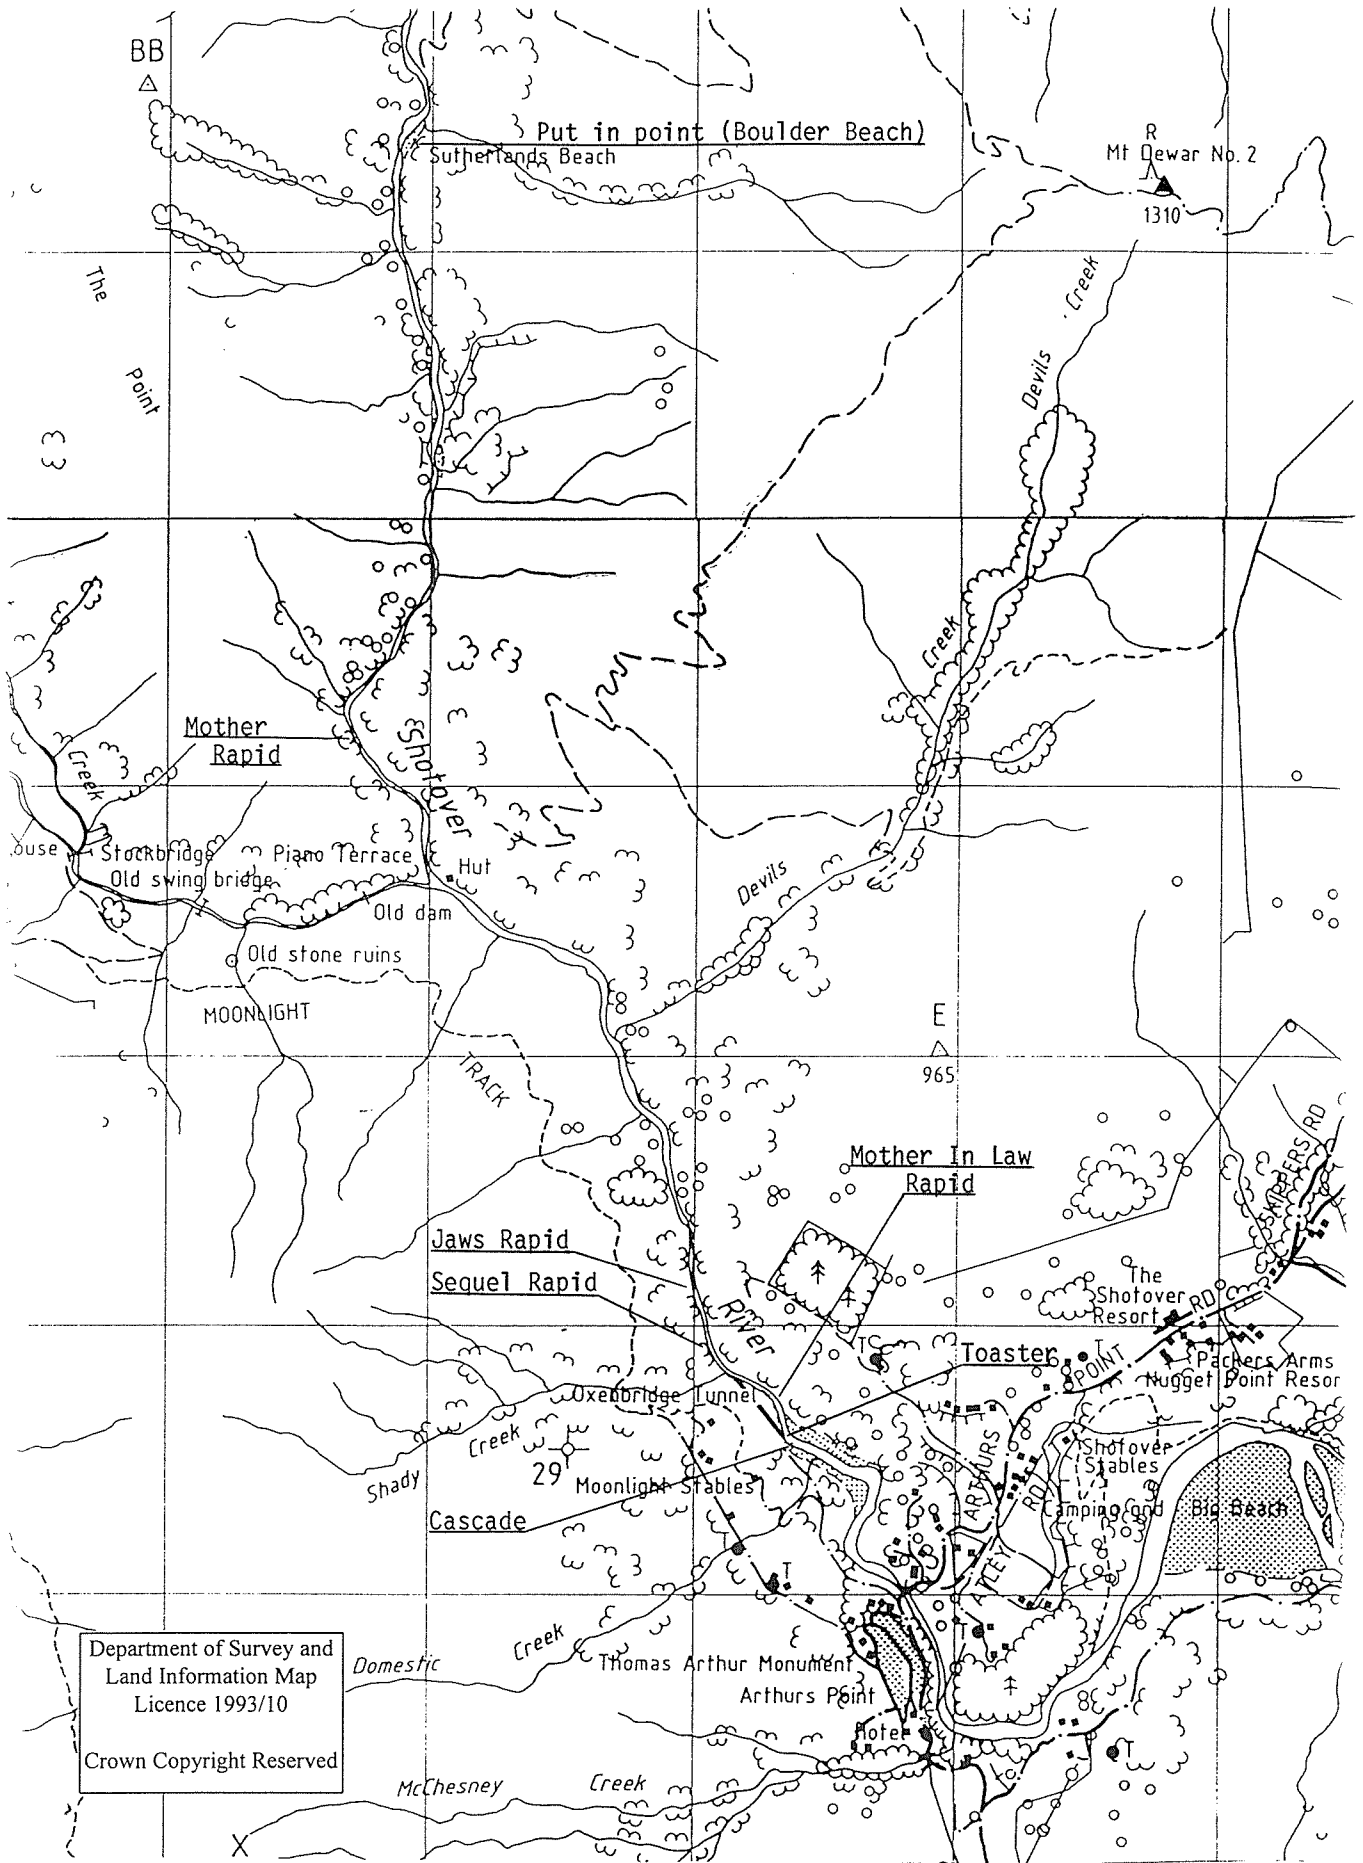 BB
Put in point (Boulder Beach)
Sutherlands Beach
R
Mt Dewar No. 2
1310
The
Point
Devils Creek
Creek
Mother
Rapid
Shotover
Creek
Stockbridge
Piano Terrace
Hut
Old swing bridge
Old dam
Devils
Old stone ruins
MOONLIGHT
TRACK
E
965
Mother In Law
Rapid
SKIPPERS RD
Jaws Rapid
Sequel Rapid
River
The
Shotover
Resort
RD
T
Toaster
T
POINT
Packers Arms
Nugget Point Resor
Oxenbridge Tunnel
Creek
Shady
29
Moonlight Stables
ARTHURS
Shotover
Stables
RD
Camping gnd
Big Beach
Cascade
ATLEY
T
T
Creek
Domestic
Thomas Arthur Monument
Arthurs Point
Hotel
T
McChesney
Creek
X
Department of Survey and
Land Information Map
Licence 1993/10
Crown Copyright Reserved